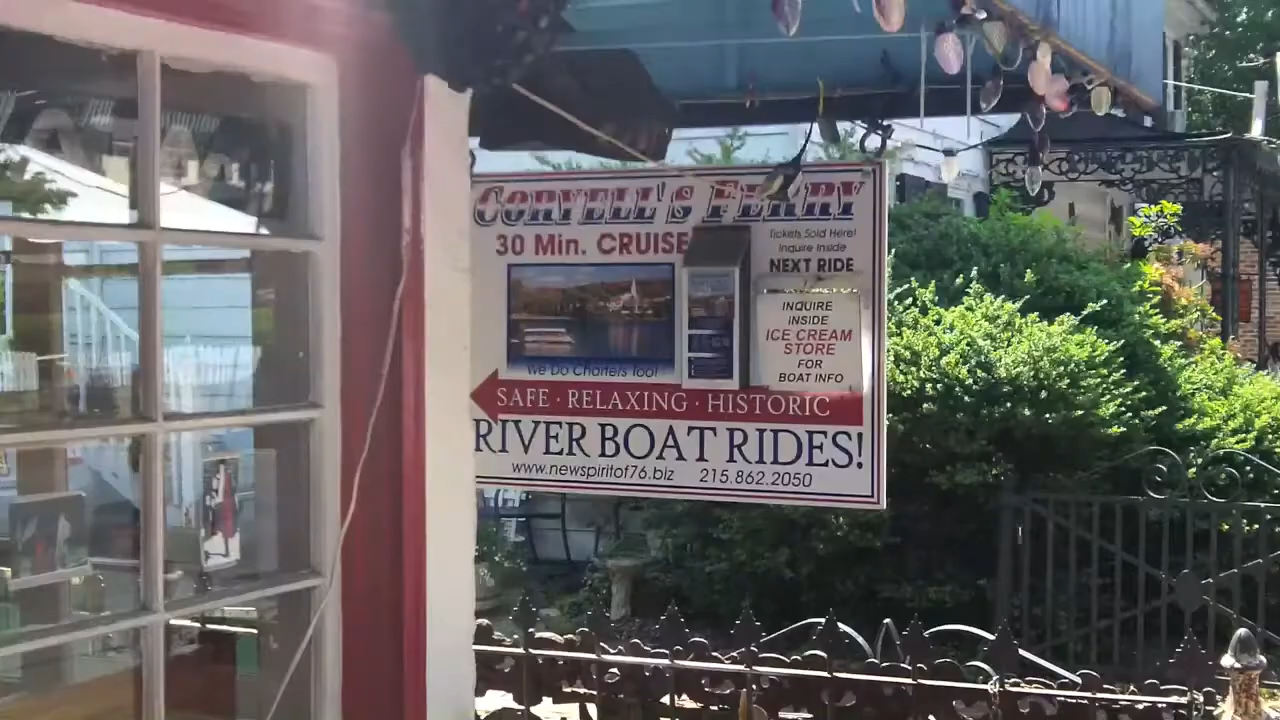 CORYELL'S FERRY
30 Min. CRUISE
Tickets Sold Here!
Inquire Inside
NEXT RIDE
INQUIRE
INSIDE
ICE CREAM
STORE
FOR
BOAT INFO
We Do Charters Too!
SAFE · RELAXING · HISTORIC
RIVER BOAT RIDES!
www.newspiritof76.biz 215.862.2050